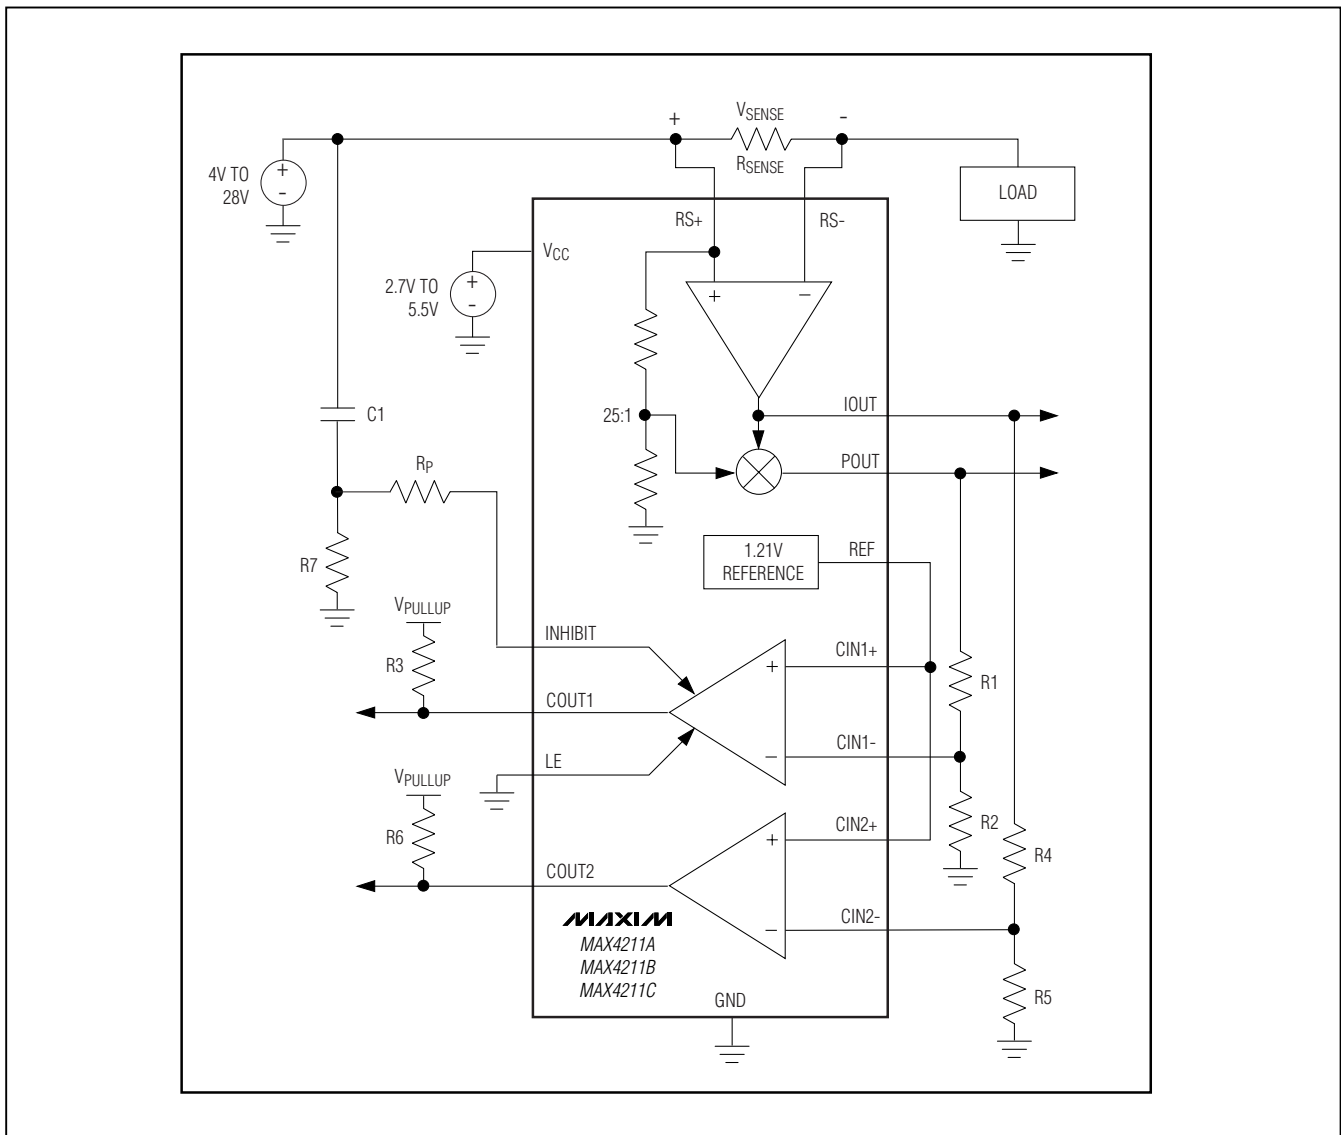 VSENSE
+
-
RSENSE
4V TO
28V
+
-
LOAD
RS+
RS-
VCC
2.7V TO
5.5V
+
-
+
−
C1
25:1
IOUT
RP
POUT
R7
1.21V
REFERENCE
REF
VPULLUP
INHIBIT
R3
+
CIN1+
R1
COUT1
−
CIN1-
LE
VPULLUP
R6
+
CIN2+
R2
R4
COUT2
−
CIN2-
MAXIM
MAX4211A
MAX4211B
MAX4211C
R5
GND